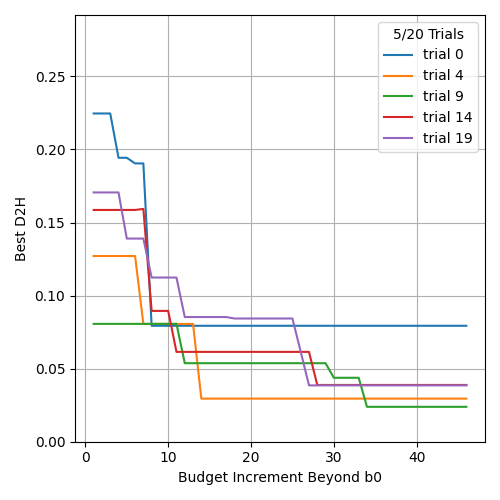 5/20 Trials
trial 0
trial 4
trial 9
trial 14
trial 19
0.25
0.20
0.15
0.10
0.05
0.00
Best D2H
0
10
20
30
40
Budget Increment Beyond b0